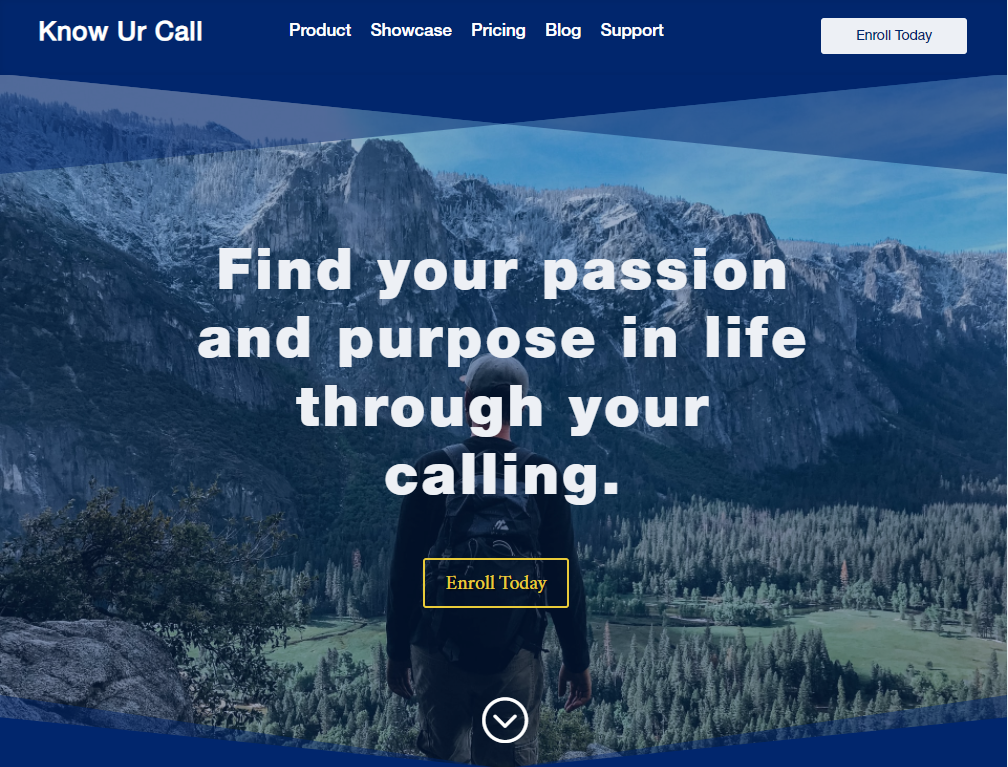 Know Ur Call
Product Showcase Pricing Blog Support
Enroll Today
Find your passion
and purpose in life
through your
calling.
Enroll Today